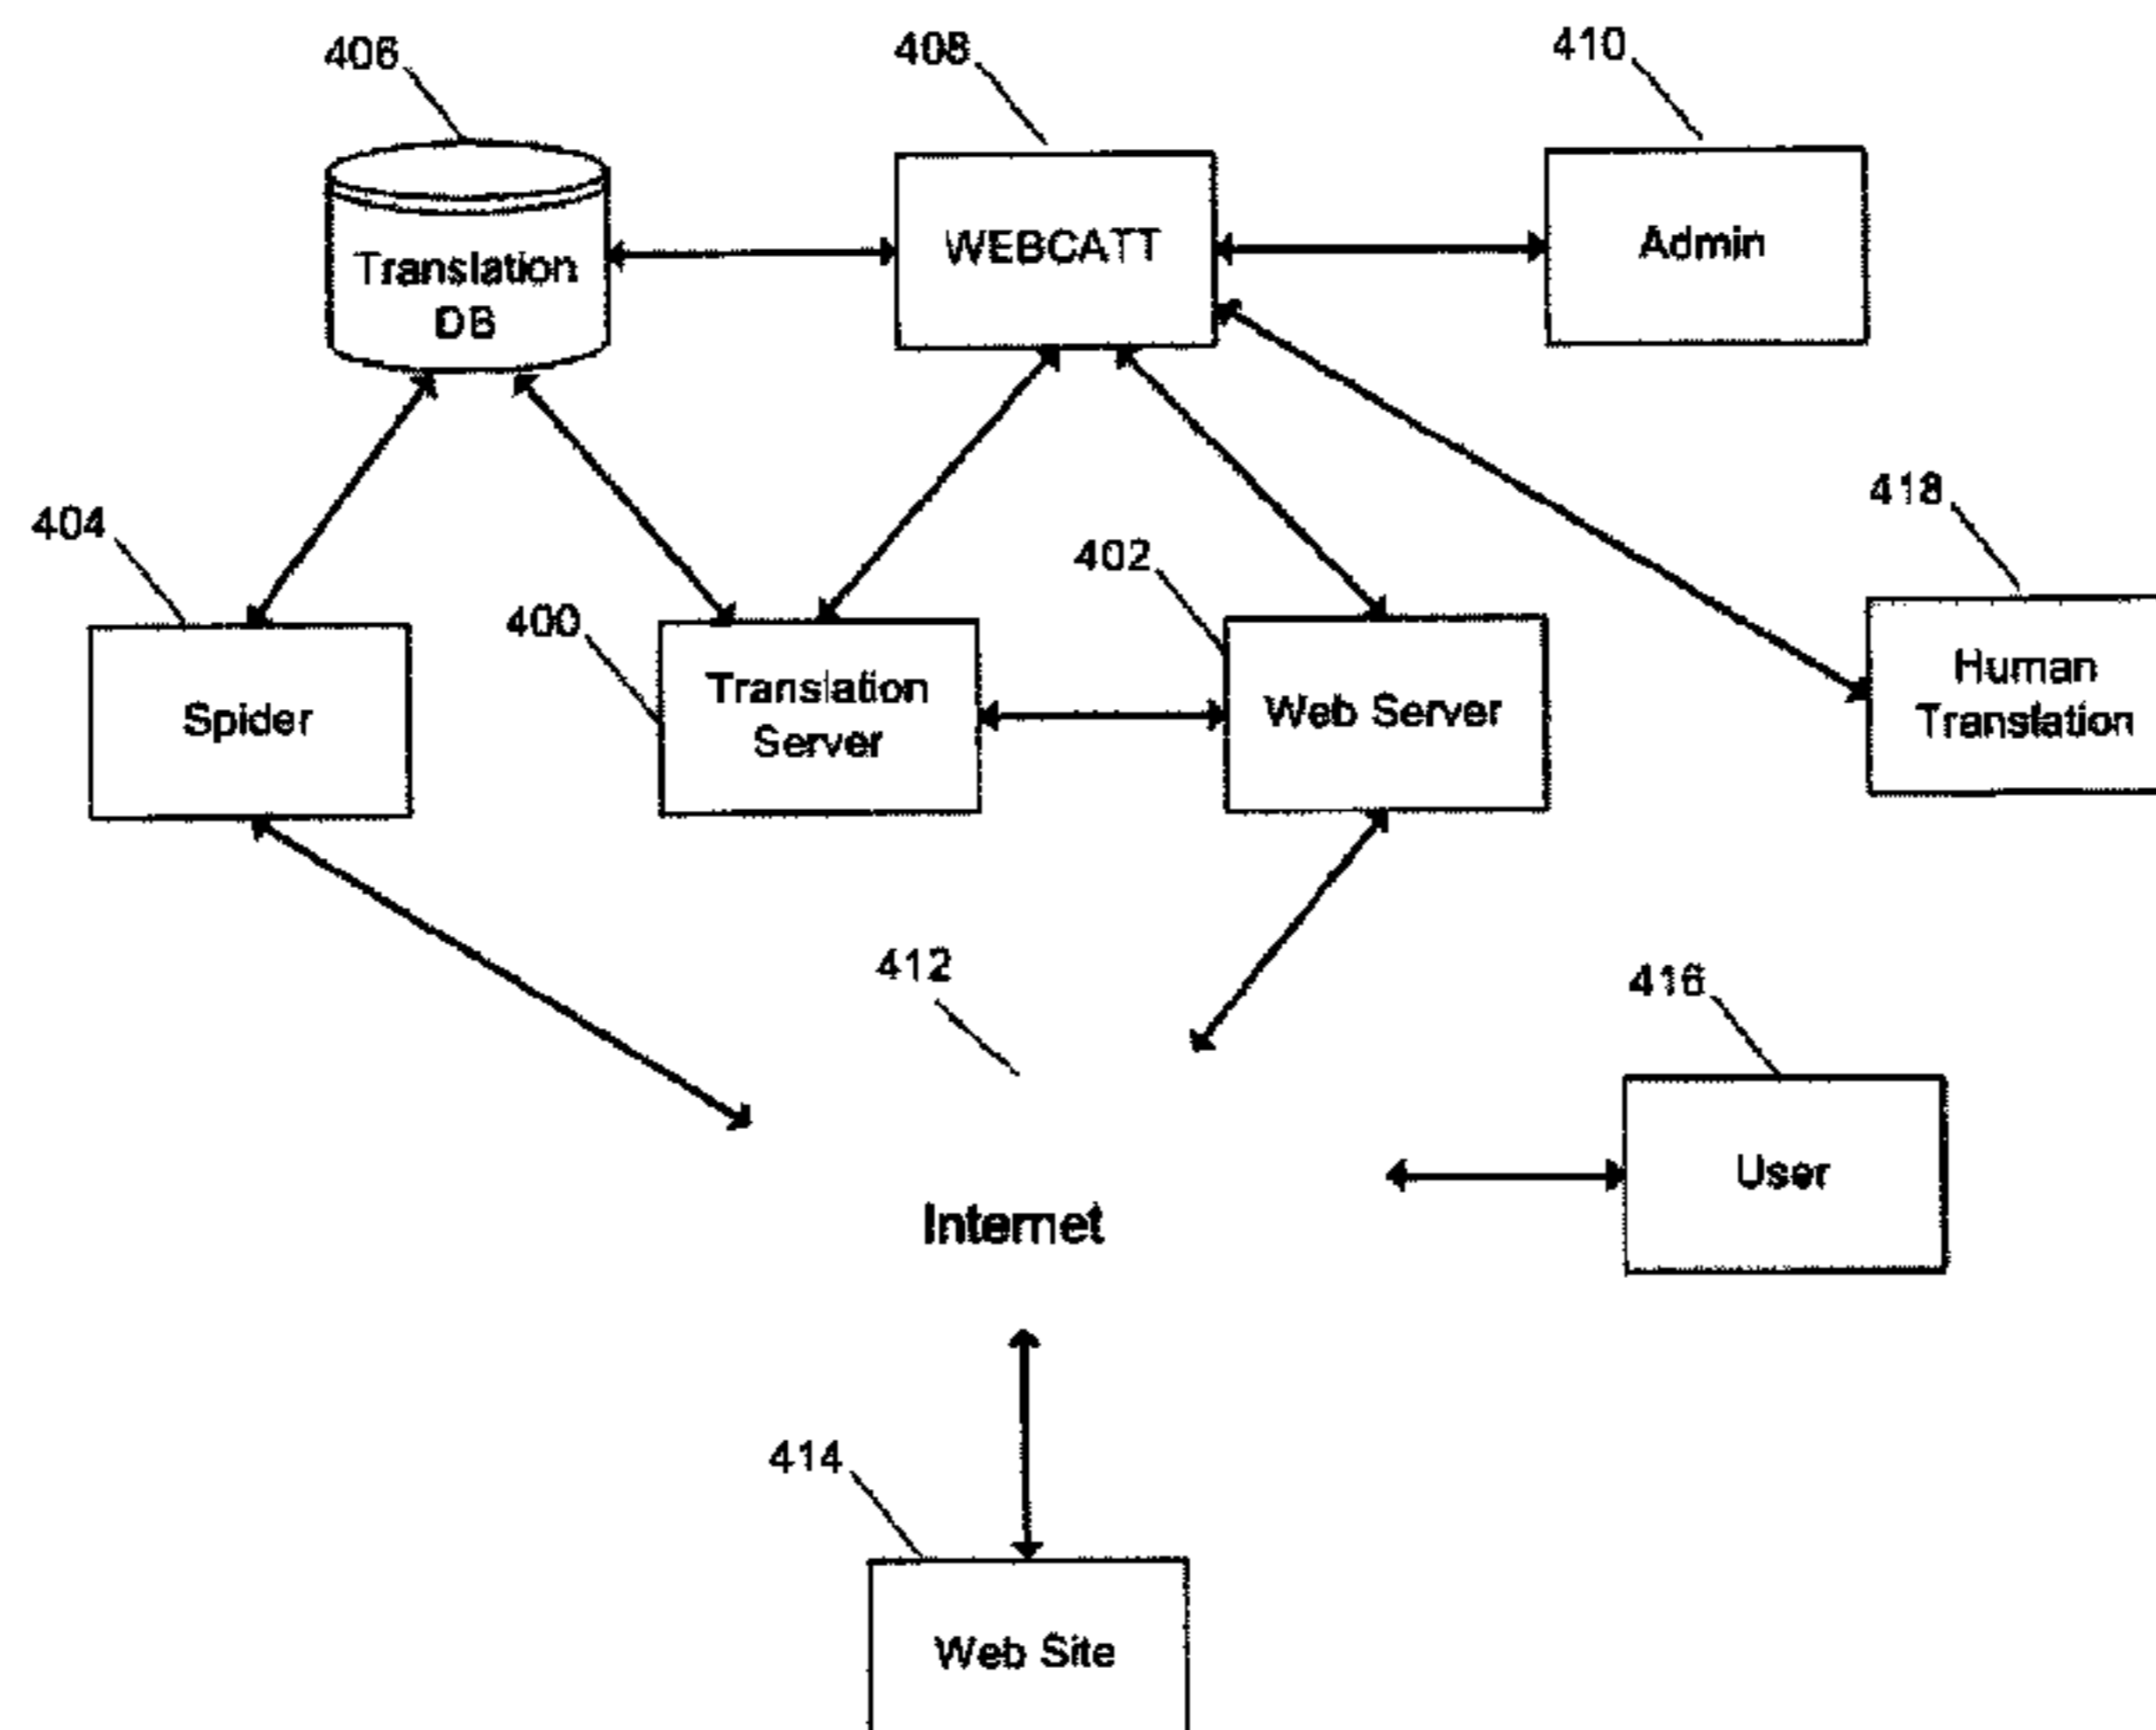 406
408
410
Translation
DB
WEBCATT
Admin
404
400
402
418
Spider
Translation
Server
Web Server
Human
Translation
412
416
Internet
User
414
Web Site